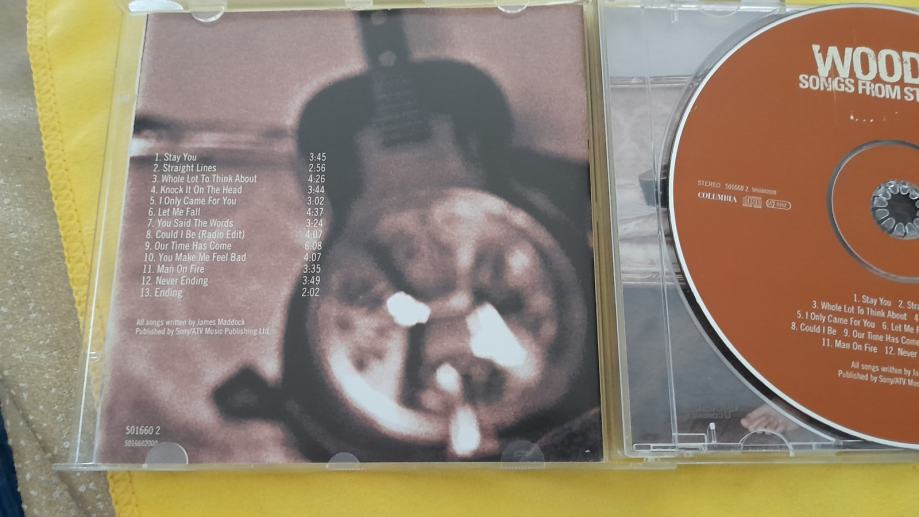 1. Stay You 3:45
2. Straight Lines 2:56
3. Whole Lot To Think About 4:26
4. Knock It On The Head 3:44
5. I Only Came For You 3:02
6. Let Me Fall 4:37
7. You Said The Words 3:24
8. Could I Be (Radio Edit) 4:07
9. Our Time Has Come 6:08
10. You Make Me Feel Bad 4:07
11. Man On Fire 3:35
12. Never Ending 3:49
13. Ending 2:02
All songs written by James Maddock
Published by Sony/ATV Music Publishing Ltd.
501660 2
WOOD
SONGS FROM ST
STEREO 501660 2
COLUMBIA
1. Stay You 2. Stra
3. Whole Lot To Think About 4
5. I Only Came For You 6. Let Me F
8. Could I Be 9. Our Time Has Come
11. Man On Fire 12. Never
All songs written by Ja
Published by Sony/ATV Mus